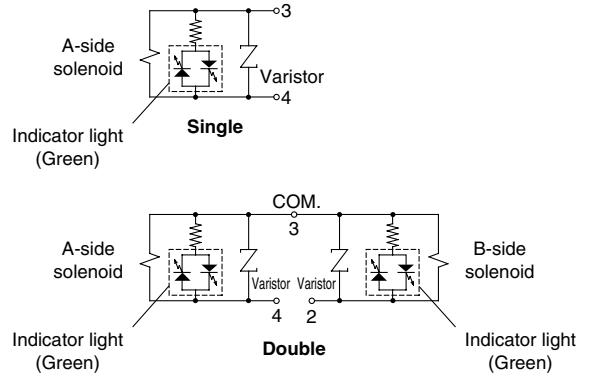 3
A-side
solenoid
Varistor
4
Indicator light
(Green)
Single
COM.
3
A-side
solenoid
B-side
solenoid
Varistor Varistor
4 2
Indicator light
(Green)
Double
Indicator light
(Green)